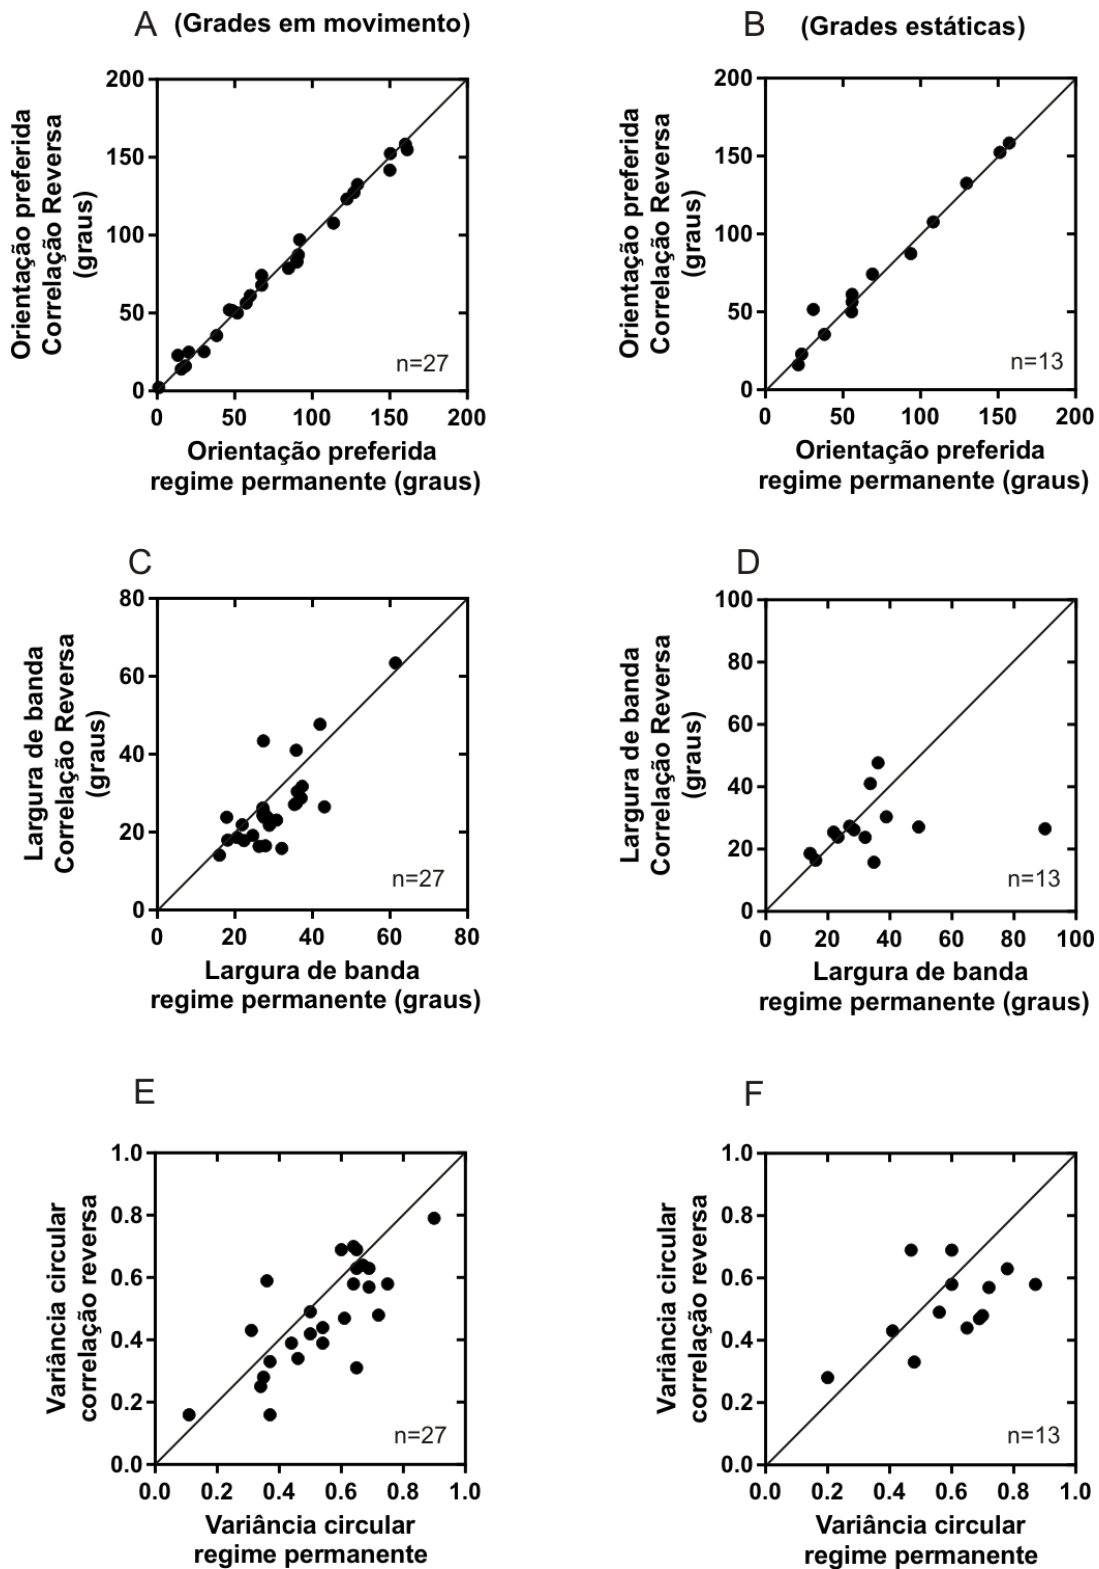 A (Grades em movimento)
B (Grades estáticas)
Orientação preferida
Correlação Reversa
(graus)
200
150
100
50
0
n=27
0 50 100 150 200
Orientação preferida
regime permanente (graus)
Orientação preferida
Correlação Reversa
(graus)
200
150
100
50
0
n=13
0 50 100 150 200
Orientação preferida
regime permanente (graus)
C
Largura de banda
Correlação Reversa
(graus)
80
60
40
20
0
n=27
0 20 40 60 80
Largura de banda
regime permanente (graus)
D
Largura de banda
Correlação Reversa
(graus)
100
80
60
40
20
0
n=13
0 20 40 60 80 100
Largura de banda
regime permanente (graus)
E
Variância circular
correlação reversa
1.0
0.8
0.6
0.4
0.2
0.0
n=27
0.0 0.2 0.4 0.6 0.8 1.0
Variância circular
regime permanente
F
Variância circular
correlação reversa
1.0
0.8
0.6
0.4
0.2
0.0
n=13
0.0 0.2 0.4 0.6 0.8 1.0
Variância circular
regime permanente